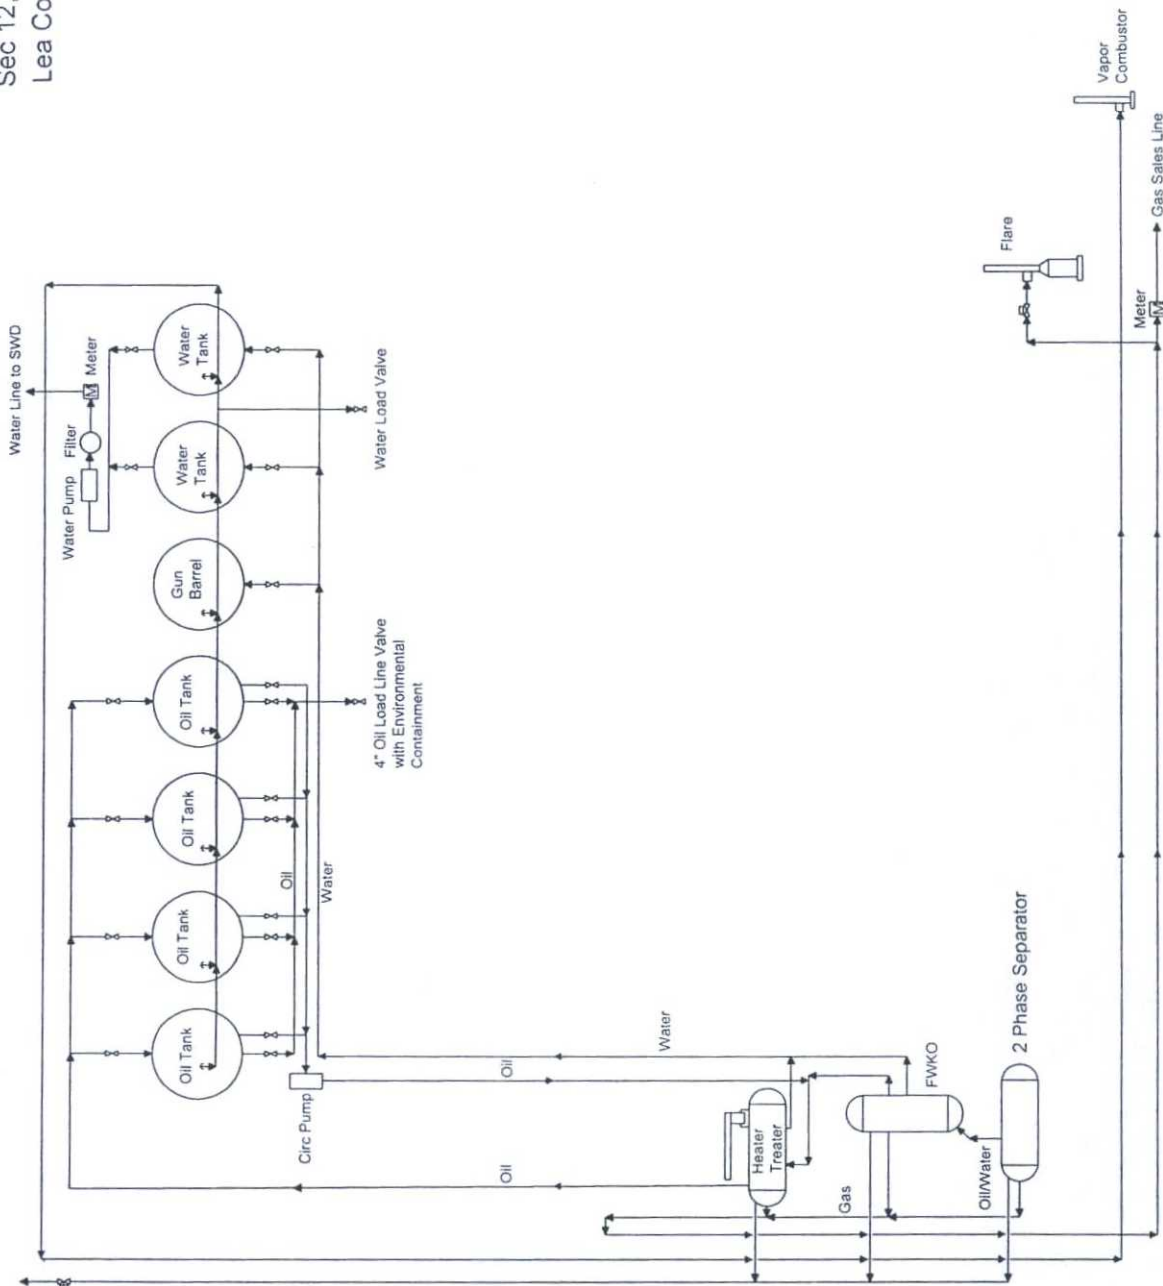 Sec 12,
Lea Co
Water Line to SWD
Water Pump
Filter
M
Meter
Oil Tank
Oil Tank
Oil Tank
Oil Tank
Gun
Barrel
Water
Tank
Water
Tank
Oil
Water
4" Oil Load Line Valve
with Environmental
Containment
Water Load Valve
Circ Pump
Oil
Oil
Water
Heater
Treater
Gas
FWKO
Oil/Water
2 Phase Separator
Flare
Vapor
Combustor
Meter
M
Gas Sales Line